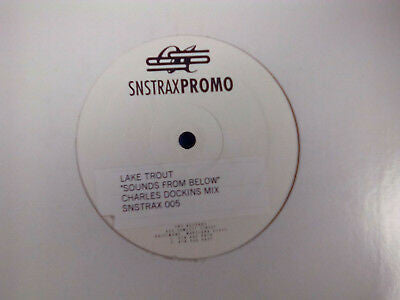 SNSTRAXPROMO
LAKE TROUT
"SOUNDS FROM BELOW"
CHARLES DOCKINS MIX
SNSTRAX 005